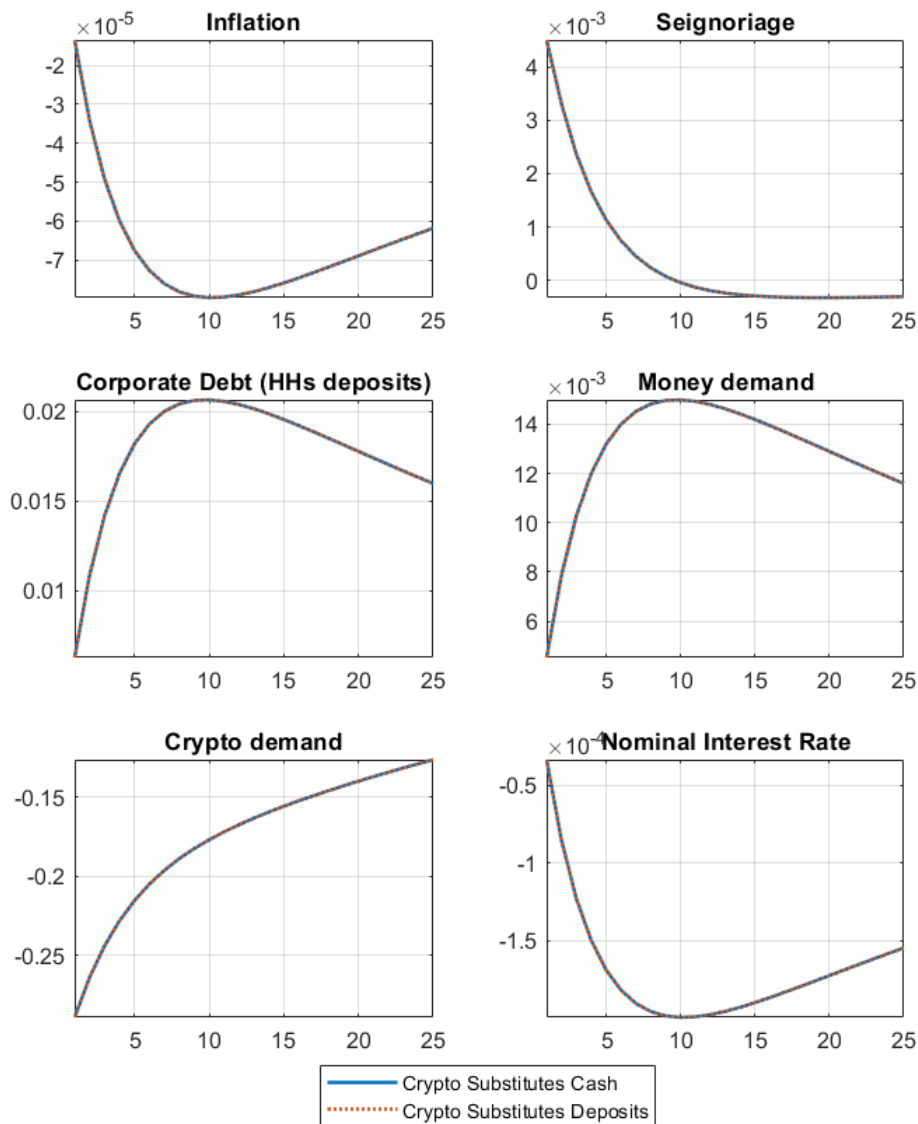 Inflation
×10⁻⁵
-2
-3
-4
-5
-6
-7
5 10 15 20 25
Seignoriage
×10⁻³
4
3
2
1
0
5 10 15 20 25
Corporate Debt (HHs deposits)
0.02
0.015
0.01
5 10 15 20 25
Money demand
×10⁻³
14
12
10
8
6
5 10 15 20 25
Crypto demand
-0.15
-0.2
-0.25
5 10 15 20 25
Nominal Interest Rate
×10⁻⁴
-0.5
-1
-1.5
5 10 15 20 25
Crypto Substitutes Cash
Crypto Substitutes Deposits